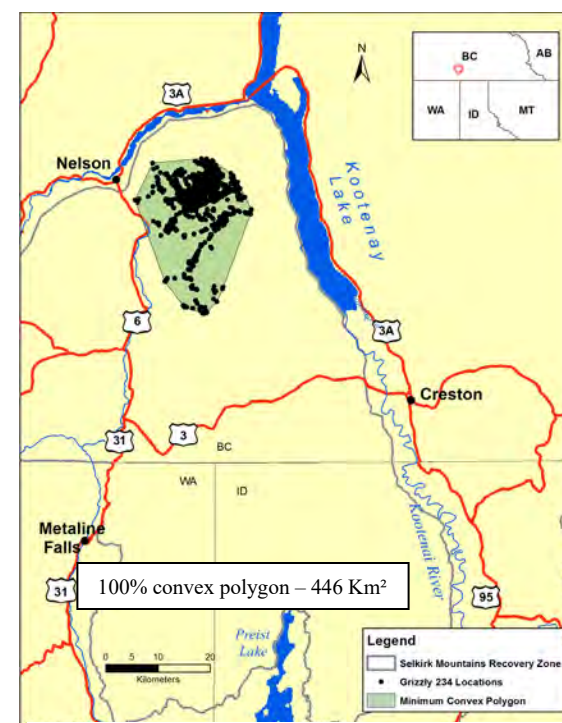 N
BC
AB
WA
ID
MT
3A
Nelson
Kootenay
Lake
6
3A
Creston
31
3
BC
WA
ID
Metaline
Falls
Kootenai River
100% convex polygon – 446 Km²
31
95
Preist
Lake
0 5 10 20
Kilometers
Legend
Selkirk Mountains Recovery Zone
Grizzly 234 Locations
Minimum Convex Polygon